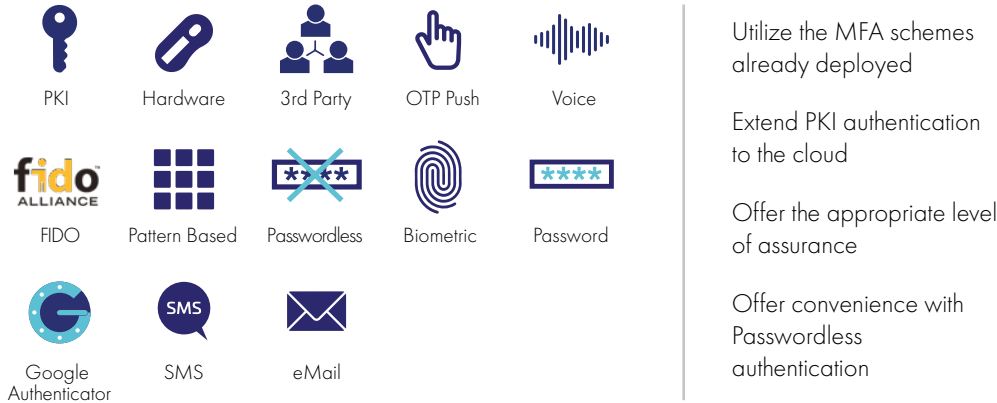 PKI
Hardware
3rd Party
OTP Push
Voice
fido™
ALLIANCE
FIDO
Pattern Based
****
Passwordless
Biometric
****
Password
Google
Authenticator
SMS
SMS
eMail
Utilize the MFA schemes
already deployed
Extend PKI authentication
to the cloud
Offer the appropriate level
of assurance
Offer convenience with
Passwordless
authentication